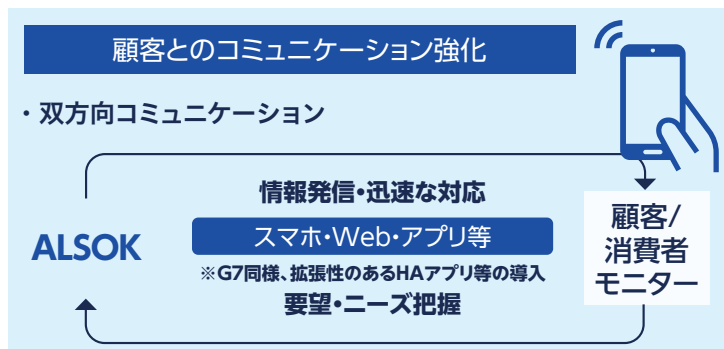 顧客とのコミュニケーション強化
・双方向コミュニケーション
情報発信・迅速な対応
ALSOK
スマホ・Web・アプリ等
※G7同様、拡張性のあるHAアプリ等の導入
要望・ニーズ把握
顧客/
消費者
モニター